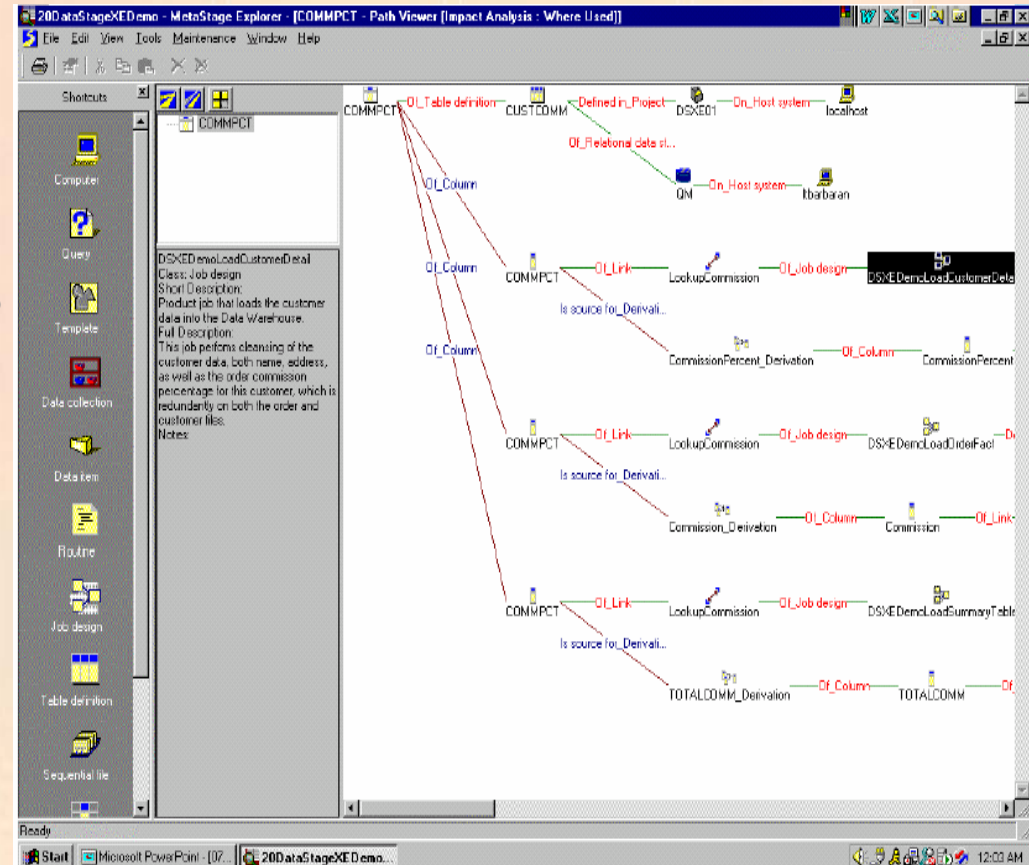 20DataStageXEDemo - MetaStage Explorer - [COMMPCT - Path Viewer [Impact Analysis : Where Used]]
File Edit View Tools Maintenance Window Help
Shortcuts
Computer
Query
Template
Data collection
Data item
Routine
Job design
Table definition
Sequential file
COMMPCT
DSXEDemoLoadCustomerDetail
Class: Job design
Short Description:
Product job that loads the customer
data into the Data Warehouse.
Full Description:
This job performs cleansing of the
customer data, both name, address,
as well as the order commission
percentage for this customer, which is
redundantly on both the order and
customer files.
Notes:
COMMPCT Of_Table definition CUSTCOMM Defined in_Project DSXE01 On_Host system localhost
Of_Relational data st...
QM On_Host system ltbarbaran
Of_Column
Of_Column
COMMPCT Of_Link LookupCommission Of_Job design DSXEDemoLoadCustomerDeta
Is source for_Derivati...
Of_Column
CommissionPercent_Derivation Of_Column CommissionPercent
COMMPCT Of_Link LookupCommission Of_Job design DSXEDemoLoadOrderFact D
Is source for_Derivati...
Commission_Derivation Of_Column Commission Of_Link
COMMPCT Of_Link LookupCommission Of_Job design DSXEDemoLoadSummaryTable
Is source for_Derivati...
TOTALCOMM_Derivation Of_Column TOTALCOMM Of_
Ready
Start Microsoft PowerPoint - [07... 20DataStageXEDemo... 12:03 AM